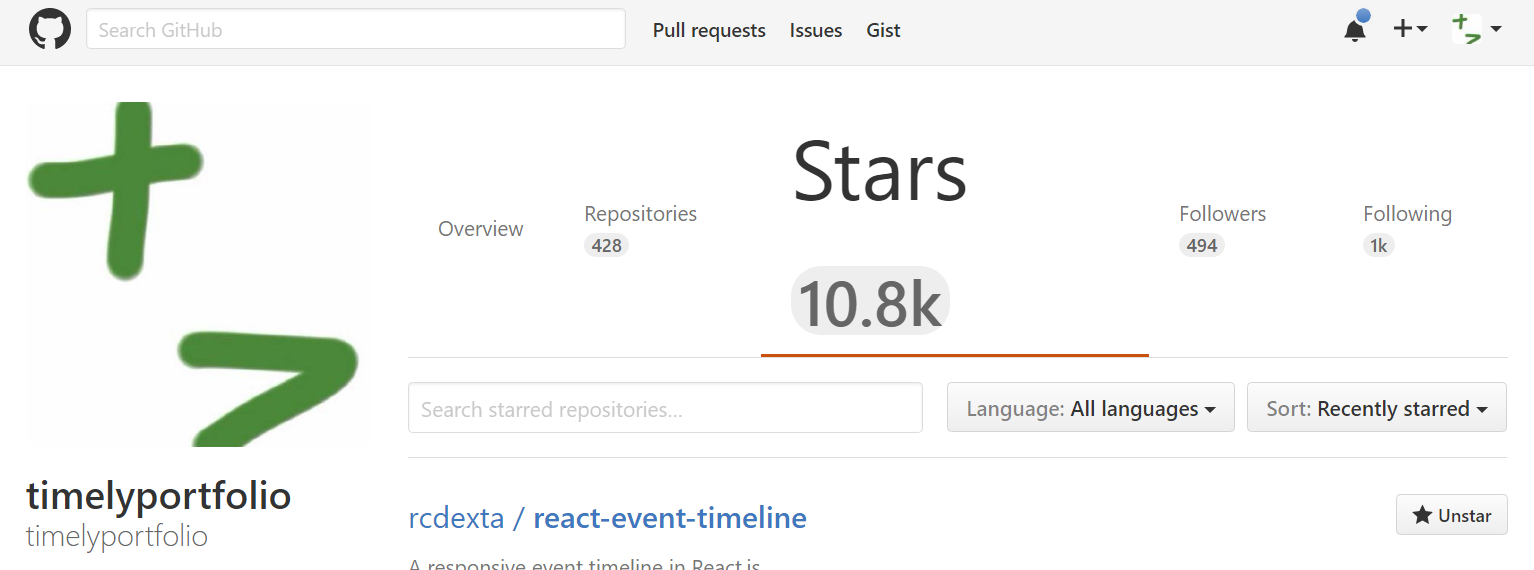 Search GitHub Pull requests Issues Gist
Overview
Repositories
428
Stars
10.8k
Followers
494
Following
1k
Search starred repositories...
Language: All languages
Sort: Recently starred
timelyportfolio
timelyportfolio
rcdexta / react-event-timeline
Unstar
A responsive event timeline in React.js